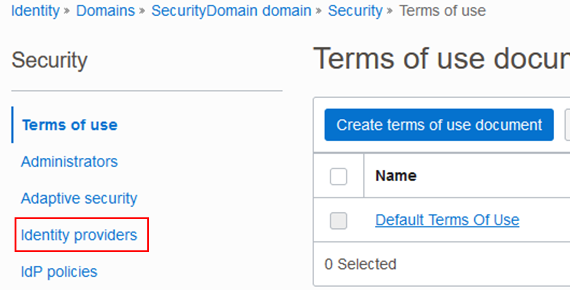 Identity » Domains » SecurityDomain domain » Security » Terms of use
Security
Terms of use
Administrators
Adaptive security
Identity providers
IdP policies
Terms of use docur
Create terms of use document
Name
Default Terms Of Use
0 Selected